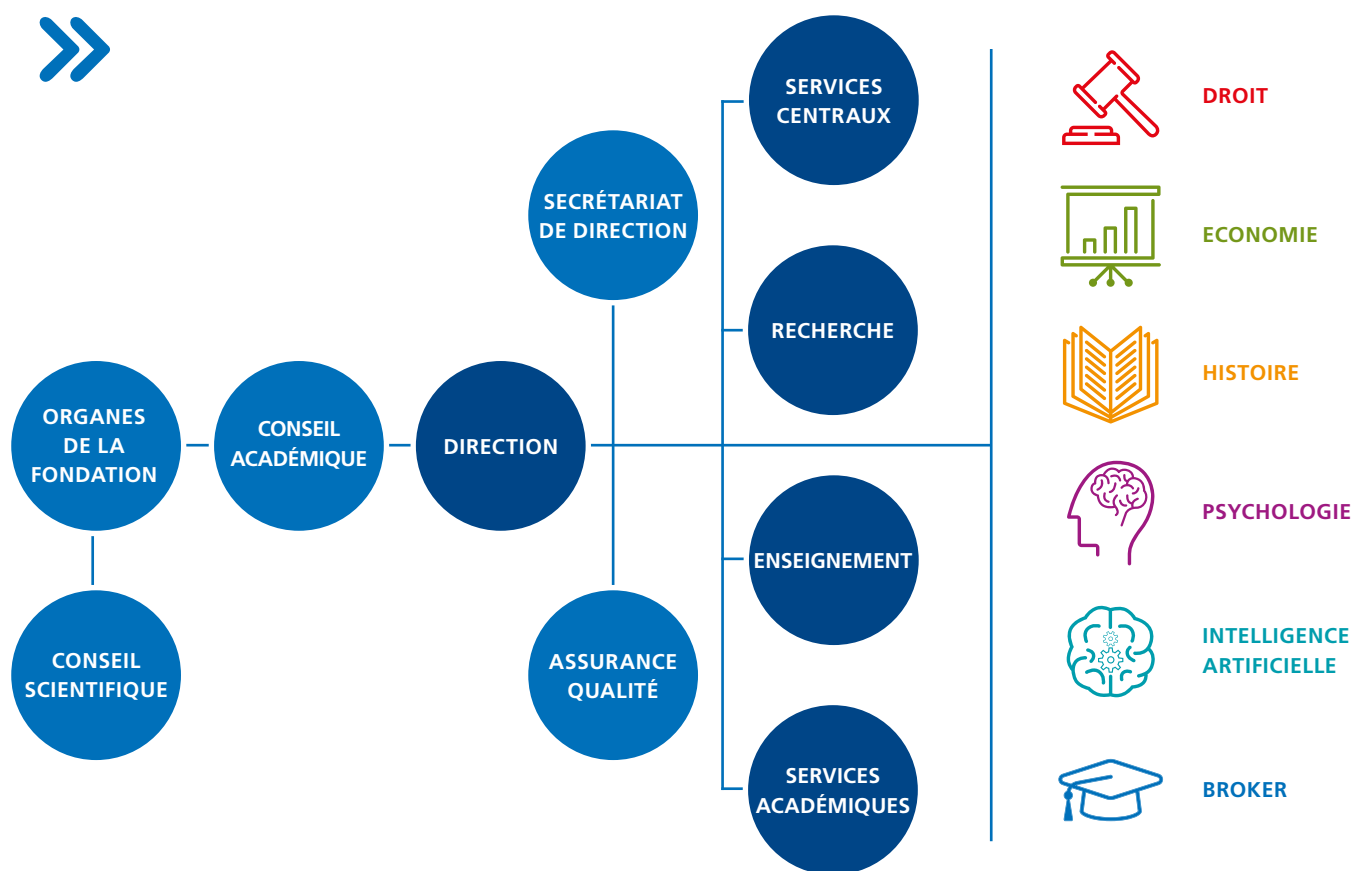 ORGANES
DE LA
FONDATION
CONSEIL
SCIENTIFIQUE
CONSEIL
ACADÉMIQUE
DIRECTION
SECRÉTARIAT
DE DIRECTION
ASSURANCE
QUALITÉ
SERVICES
CENTRAUX
RECHERCHE
ENSEIGNEMENT
SERVICES
ACADÉMIQUES
DROIT
ECONOMIE
HISTOIRE
PSYCHOLOGIE
INTELLIGENCE
ARTIFICIELLE
BROKER